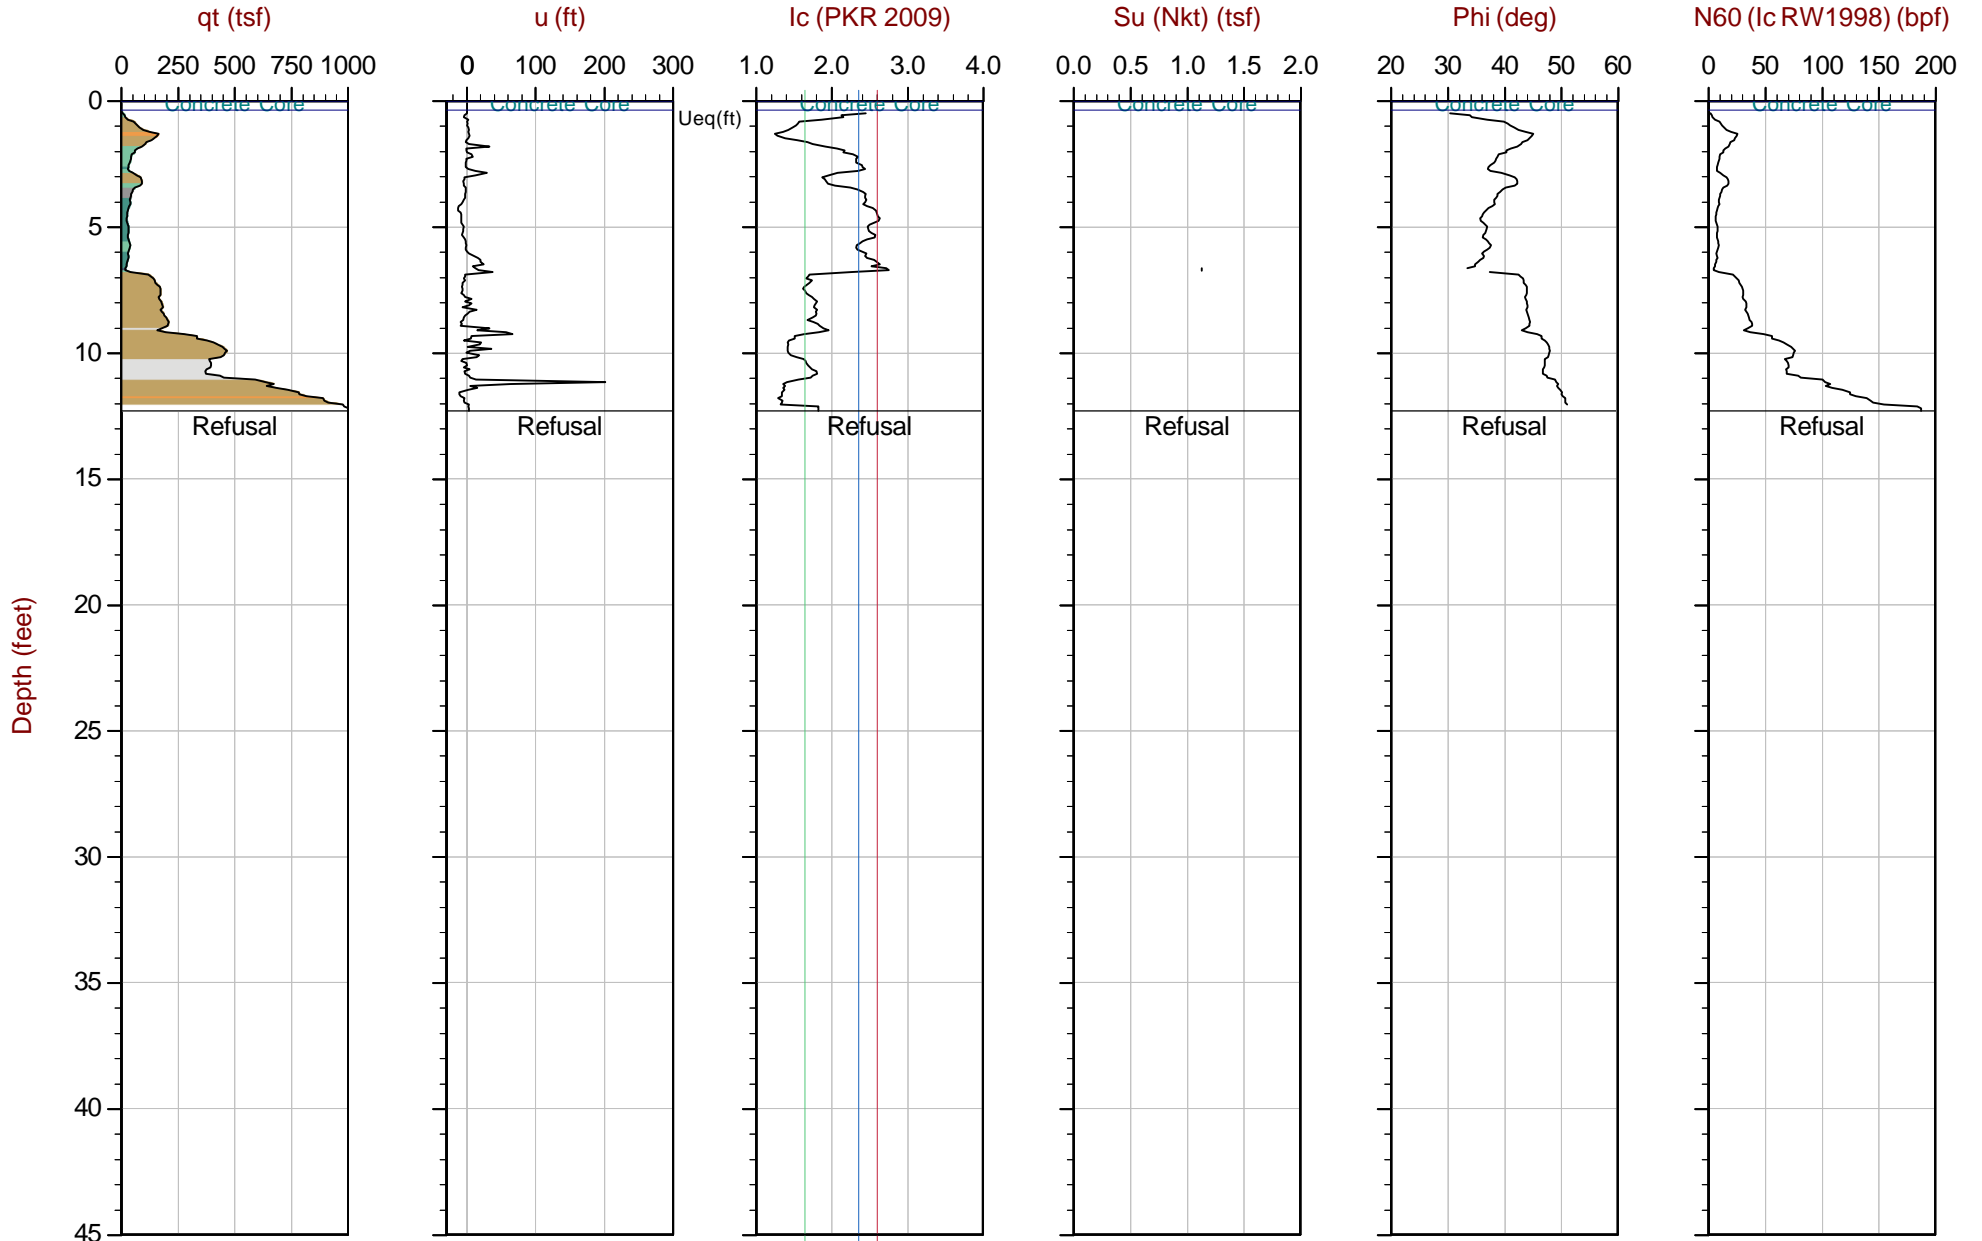 qt (tsf) u (ft) Ic (PKR 2009) Su (Nkt) (tsf) Phi (deg) N60 (Ic RW1998) (bpf)
0 250 500 750 1000 0 100 200 300 1.0 2.0 3.0 4.0 0.0 0.5 1.0 1.5 2.0 20 30 40 50 60 0 50 100 150 200
0 Concrete Core Concrete Core Concrete Core Concrete Core Concrete Core Concrete Core
Ueq(ft)
5
10
Refusal Refusal Refusal Refusal Refusal Refusal
15
20
Depth (feet)
25
30
35
40
45